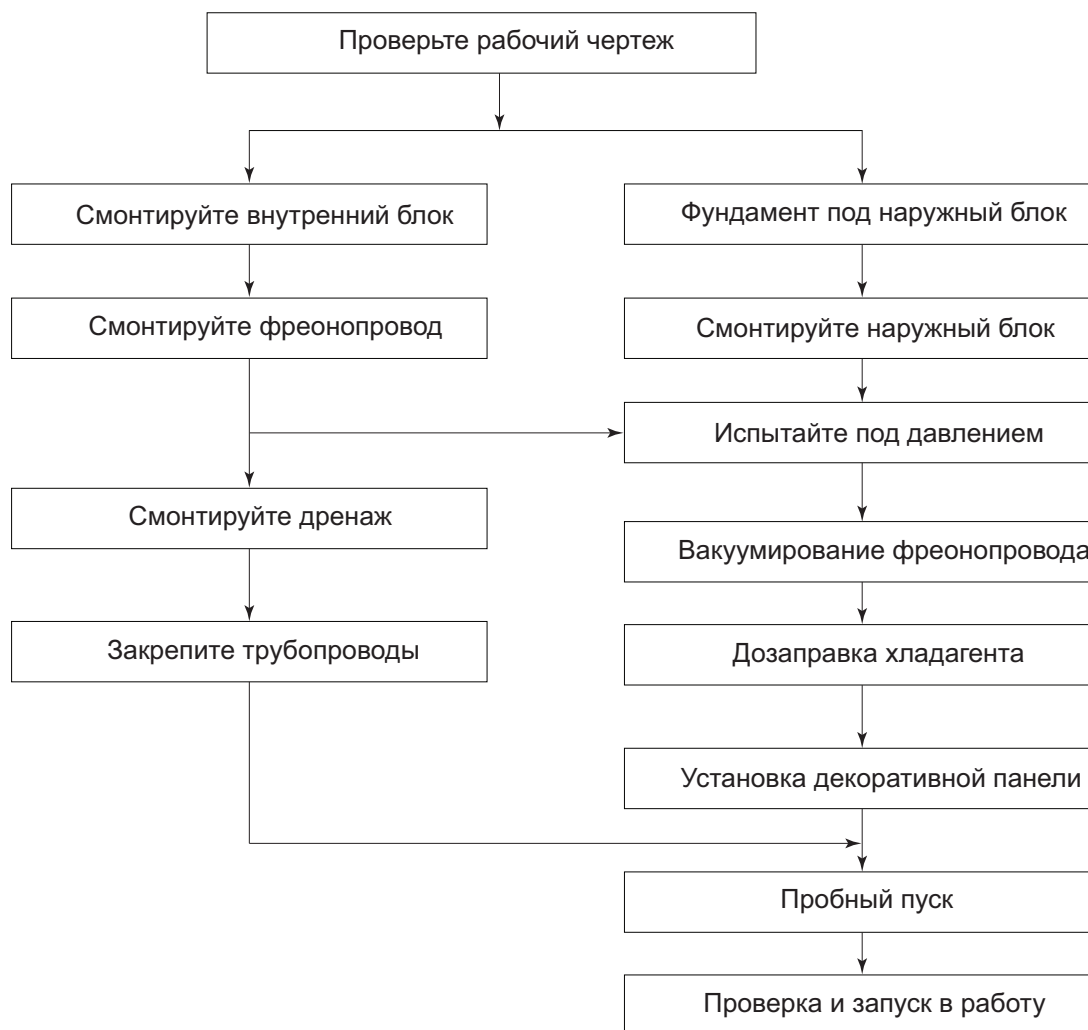 Проверьте рабочий чертеж
Смонтируйте внутренний блок
Фундамент под наружный блок
Смонтируйте фреонопровод
Смонтируйте наружный блок
Испытайте под давлением
Смонтируйте дренаж
Вакуумирование фреонопровода
Закрепите трубопроводы
Дозаправка хладагента
Установка декоративной панели
Пробный пуск
Проверка и запуск в работу